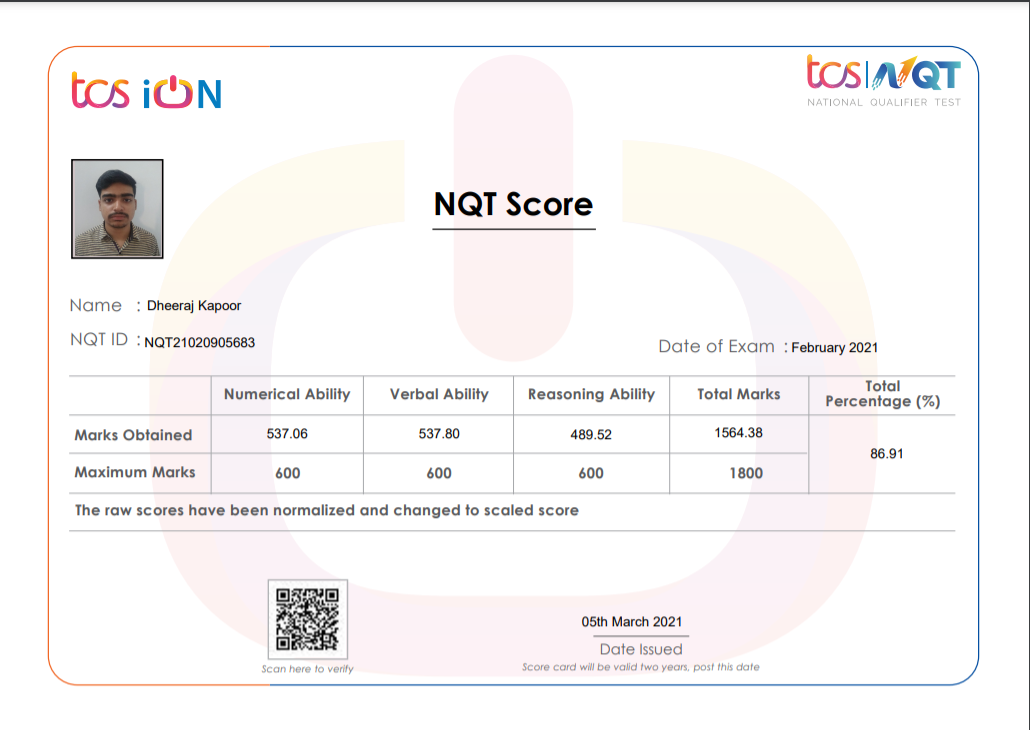 tcs iON
tcs | NQT
NATIONAL QUALIFIER TEST
NQT Score
Name : Dheeraj Kapoor
NQT ID : NQT21020905683
Date of Exam : February 2021
Numerical Ability Verbal Ability Reasoning Ability Total Marks Total Percentage (%)
Marks Obtained 537.06 537.80 489.52 1564.38 86.91
Maximum Marks 600 600 600 1800
The raw scores have been normalized and changed to scaled score
Scan here to verify
05th March 2021
Date Issued
Score card will be valid two years, post this date